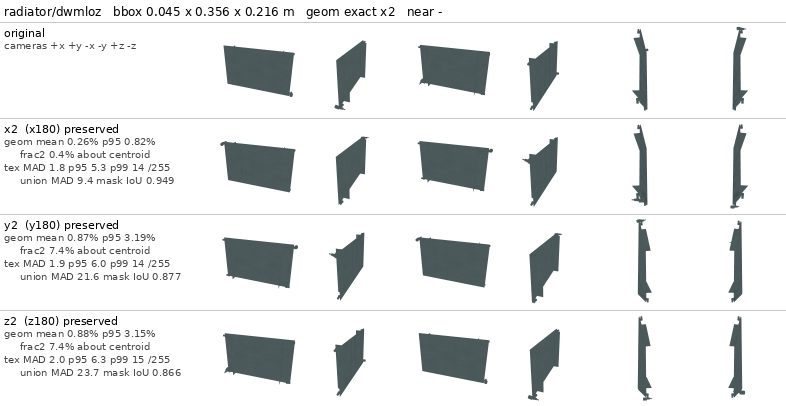 radiator/dwmloz bbox 0.045 x 0.356 x 0.216 m geom exact x2 near -
original
cameras +x +y -x -y +z -z
x2 (x180) preserved
geom mean 0.26% p95 0.82%
frac2 0.4% about centroid
tex MAD 1.8 p95 5.3 p99 14 /255
union MAD 9.4 mask IoU 0.949
y2 (y180) preserved
geom mean 0.87% p95 3.19%
frac2 7.4% about centroid
tex MAD 1.9 p95 6.0 p99 14 /255
union MAD 21.6 mask IoU 0.877
z2 (z180) preserved
geom mean 0.88% p95 3.15%
frac2 7.4% about centroid
tex MAD 2.0 p95 6.3 p99 15 /255
union MAD 23.7 mask IoU 0.866